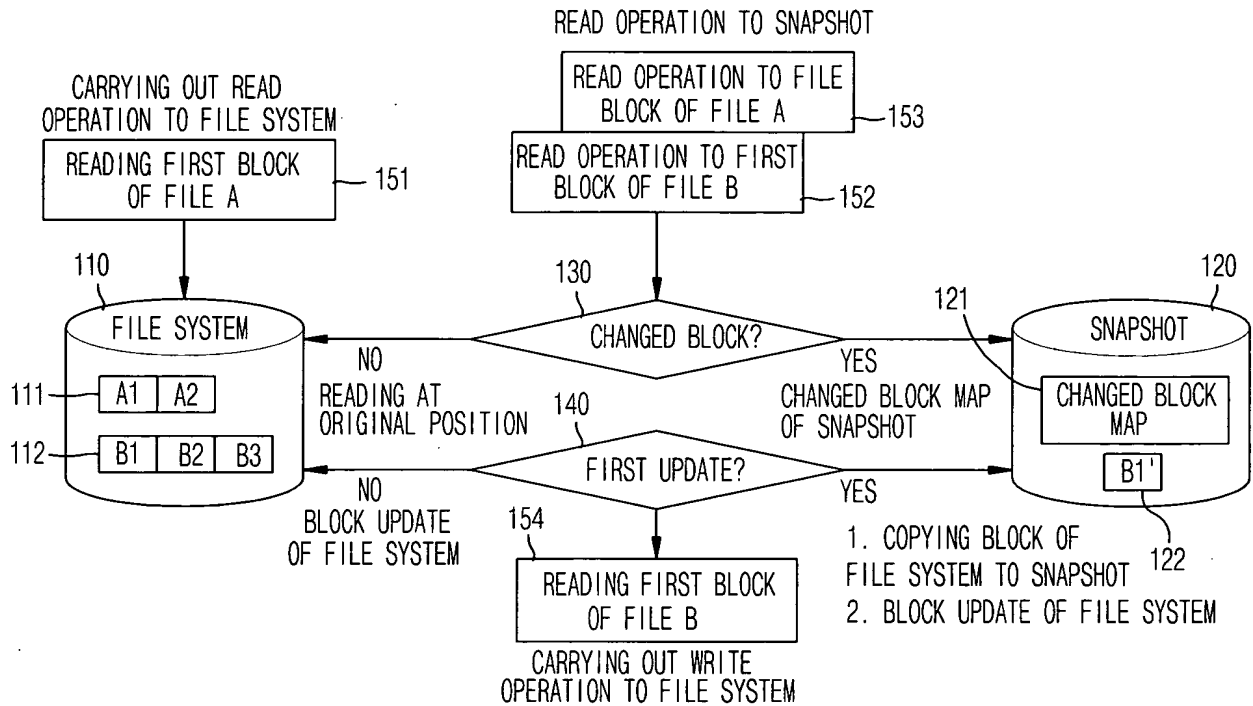 READ OPERATION TO SNAPSHOT
CARRYING OUT READ
OPERATION TO FILE SYSTEM
READING FIRST BLOCK
OF FILE A
151
READ OPERATION TO FILE
BLOCK OF FILE A
153
READ OPERATION TO FIRST
BLOCK OF FILE B
152
110
FILE SYSTEM
111
A1 A2
112
B1 B2 B3
130
CHANGED BLOCK?
NO
READING AT
ORIGINAL POSITION
YES
CHANGED BLOCK MAP
OF SNAPSHOT
120
SNAPSHOT
121
CHANGED BLOCK
MAP
B1'
122
140
FIRST UPDATE?
NO
BLOCK UPDATE
OF FILE SYSTEM
YES
1. COPYING BLOCK OF
FILE SYSTEM TO SNAPSHOT
2. BLOCK UPDATE OF FILE SYSTEM
154
READING FIRST BLOCK
OF FILE B
CARRYING OUT WRITE
OPERATION TO FILE SYSTEM